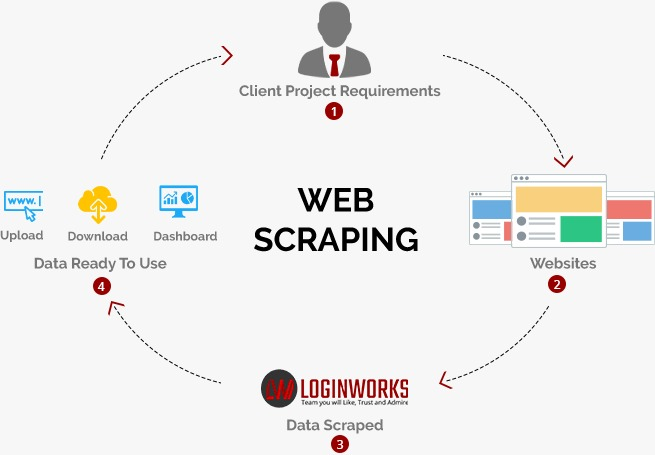 Client Project Requirements
1
WEB
SCRAPING
www.
Upload
Download
Dashboard
Data Ready To Use
4
Websites
2
LOGINWORKS
Team you will Like, Trust and Admire
Data Scraped
3